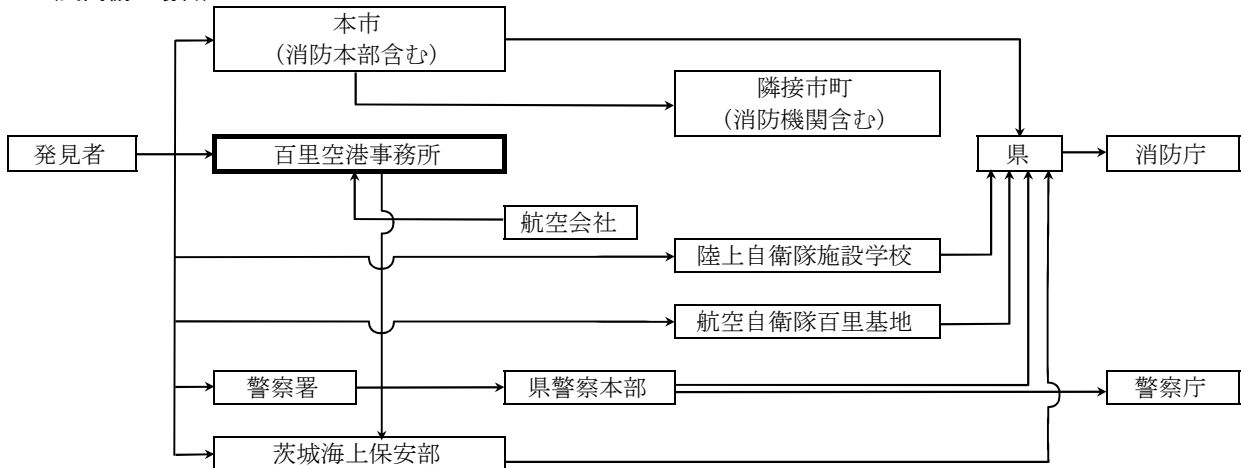 本市
（消防本部含む）
隣接市町
（消防機関含む）
発見者
百里空港事務所
県
消防庁
航空会社
陸上自衛隊施設学校
航空自衛隊百里基地
警察署
県警察本部
警察庁
茨城海上保安部